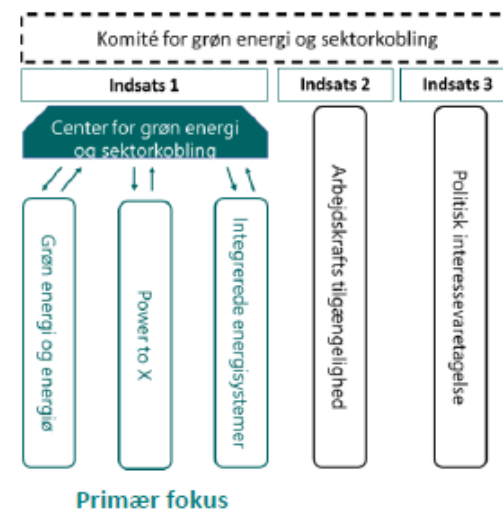 Komité for grøn energi og sektorkobling
Indsats 1
Indsats 2
Indsats 3
Center for grøn energi
og sektorkobling
Grøn energi og energiø
Power to X
Integrerede energisystemer
Arbejdskrafts tilgængelighed
Politisk interessevaretagelse
Primær fokus